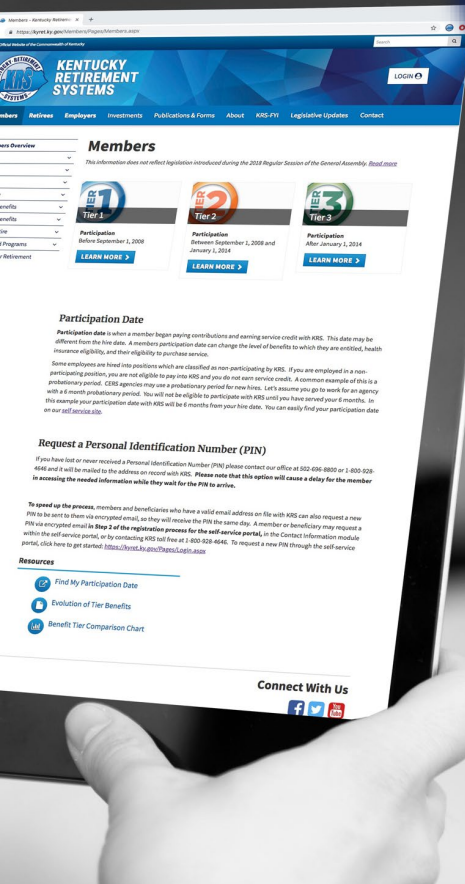 Members - Kentucky Retirement
https://kyret.ky.gov/Members/Pages/Members.aspx
Official Website of the Commonwealth of Kentucky
Search
KRS
SYSTEMS
KENTUCKY
RETIREMENT
SYSTEMS
LOGIN
Retirees Employers Investments Publications & Forms About KRS-FYI Legislative Updates Contact
Overview
Programs
Retirement
Members
This information does not reflect legislation introduced during the 2018 Regular Session of the General Assembly. Read more
TIER 1
Tier 1
Participation
Before September 1, 2008
LEARN MORE >
TIER 2
Tier 2
Participation
Between September 1, 2008 and
January 1, 2014
LEARN MORE >
TIER 3
Tier 3
Participation
After January 1, 2014
LEARN MORE >
Participation Date
Participation date is when a member began paying contributions and earning service credit with KRS. This date may be
different from the hire date. A members participation date can change the level of benefits to which they are entitled, health
insurance eligibility, and their eligibility to purchase service.
Some employees are hired into positions which are classified as non-participating by KRS. If you are employed in a non-
participating position, you are not eligible to pay into KRS and you do not earn service credit. A common example of this is a
probationary period. CERS agencies may use a probationary period for new hires. Let's assume you go to work for an agency
with a 6 month probationary period. You will not be eligible to participate with KRS until you have served your 6 months. In
this example your participation date with KRS will be 6 months from your hire date. You can easily find your participation date
on our self service site.
Request a Personal Identification Number (PIN)
If you have lost or never received a Personal Identification Number (PIN) please contact our office at 502-696-8800 or 1-800-928-
4646 and it will be mailed to the address on record with KRS. Please note that this option will cause a delay for the member
in accessing the needed information while they wait for the PIN to arrive.
To speed up the process, members and beneficiaries who have a valid email address on file with KRS can also request a new
PIN to be sent to them via encrypted email, so they will receive the PIN the same day. A member or beneficiary may request a
PIN via encrypted email in Step 2 of the registration process for the self-service portal, in the Contact Information module
within the self-service portal, or by contacting KRS toll free at 1-800-928-4646. To request a new PIN through the self-service
portal, click here to get started: https://kyret.ky.gov/Pages/Login.aspx
Resources
Find My Participation Date
Evolution of Tier Benefits
Benefit Tier Comparison Chart
Connect With Us
You
Tube